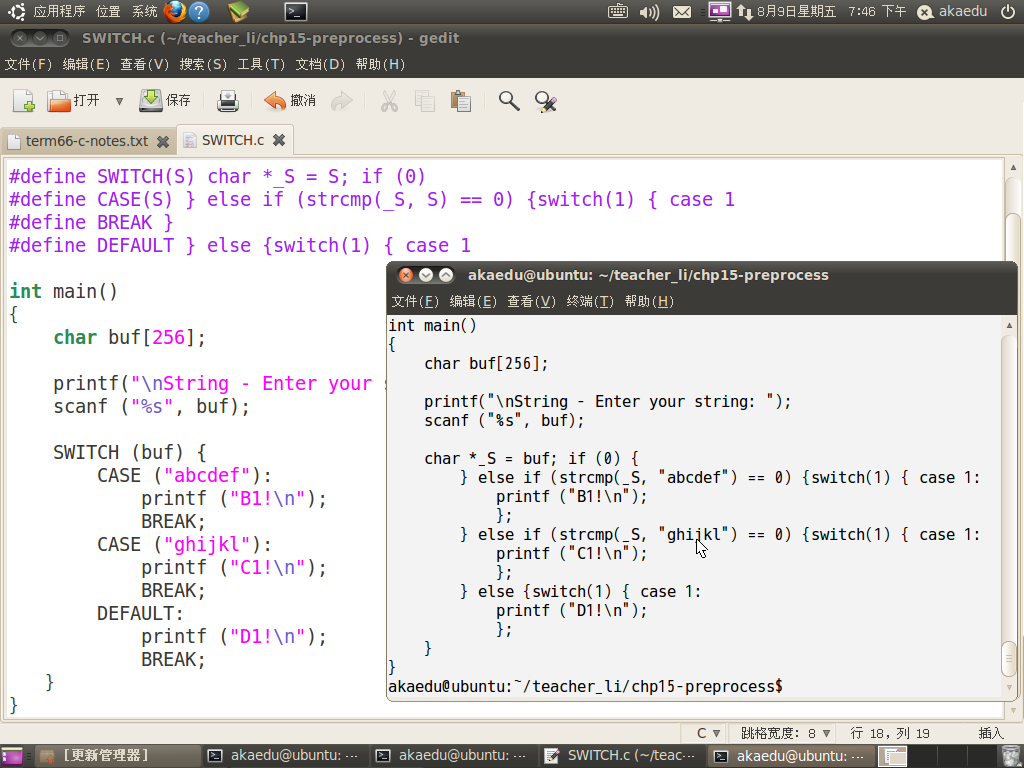 应用程序 位置 系统 8月9日星期五 7:46 下午 akaedu
SWITCH.c (~/teacher_li/chp15-preprocess) - gedit
文件(F) 编辑(E) 查看(V) 搜索(S) 工具(T) 文档(D) 帮助(H)
打开 保存 撤消
term66-c-notes.txt SWITCH.c
#define SWITCH(S) char *_S = S; if (0)
#define CASE(S) } else if (strcmp(_S, S) == 0) {switch(1) { case 1
#define BREAK }
#define DEFAULT } else {switch(1) { case 1
int main()
{
char buf[256];
printf("\nString - Enter your s
scanf ("%s", buf);
SWITCH (buf) {
CASE ("abcdef"):
printf ("B1!\n");
BREAK;
CASE ("ghijkl"):
printf ("C1!\n");
BREAK;
DEFAULT:
printf ("D1!\n");
BREAK;
}
}
akaedu@ubuntu: ~/teacher_li/chp15-preprocess
文件(F) 编辑(E) 查看(V) 终端(T) 帮助(H)
int main()
{
char buf[256];
printf("\nString - Enter your string: ");
scanf ("%s", buf);
char *_S = buf; if (0) {
} else if (strcmp(_S, "abcdef") == 0) {switch(1) { case 1:
printf ("B1!\n");
};
} else if (strcmp(_S, "ghijkl") == 0) {switch(1) { case 1:
printf ("C1!\n");
};
} else {switch(1) { case 1:
printf ("D1!\n");
};
}
}
akaedu@ubuntu:~/teacher_li/chp15-preprocess$
C 跳格宽度: 8 行 18, 列 19 插入
[更新管理器] akaedu@ubuntu: ... akaedu@ubuntu: ... SWITCH.c (~/teac... akaedu@ubuntu: ...